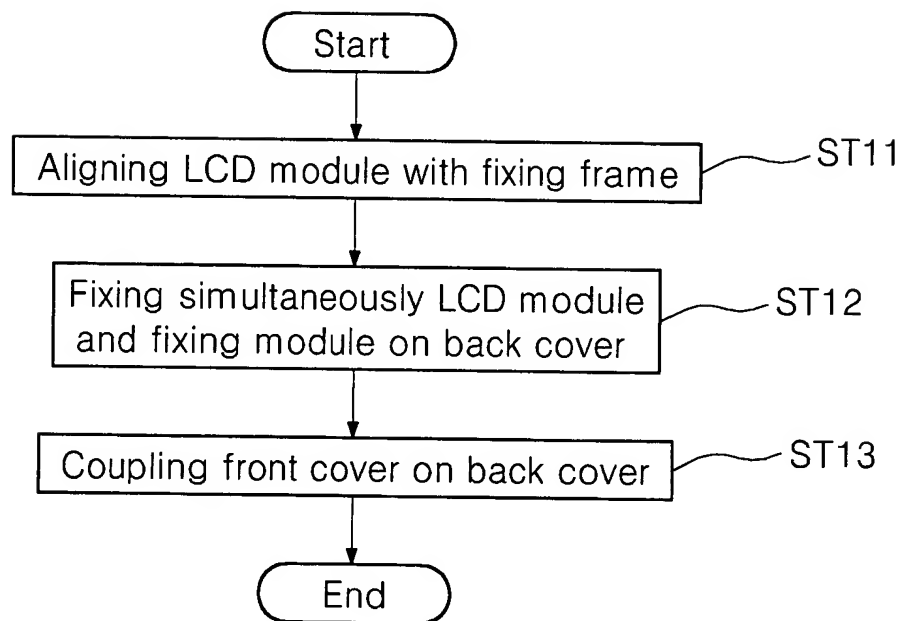 Start
Aligning LCD module with fixing frame
ST11
Fixing simultaneously LCD module
and fixing module on back cover
ST12
Coupling front cover on back cover
ST13
End